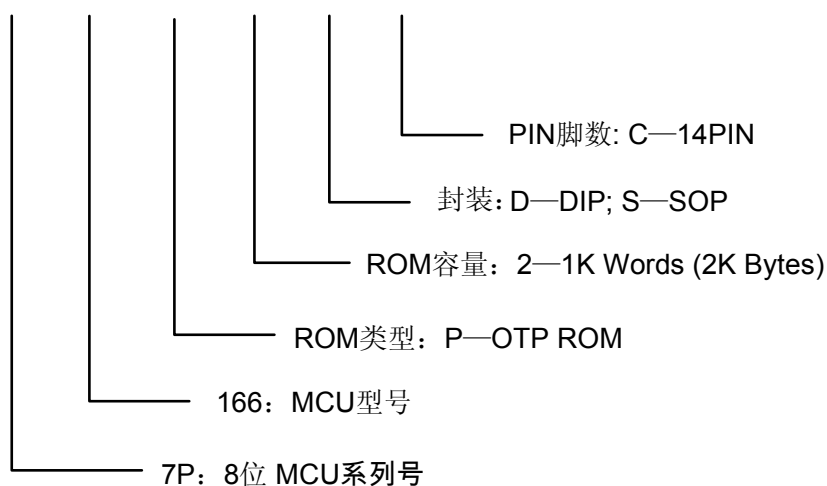 PIN脚数: C—14PIN
封装：D—DIP; S—SOP
ROM容量：2—1K Words (2K Bytes)
ROM类型：P—OTP ROM
166：MCU型号
7P：8位 MCU系列号